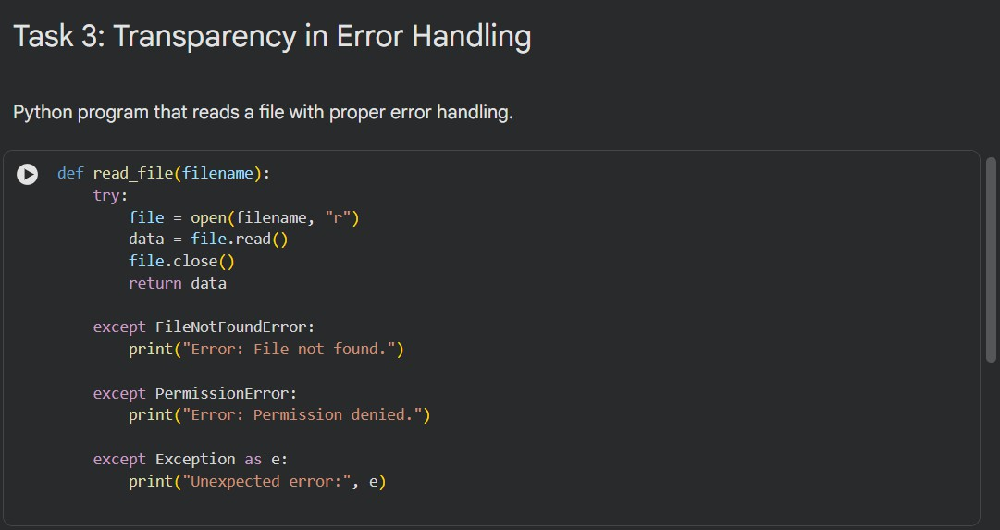 Task 3: Transparency in Error Handling
Python program that reads a file with proper error handling.
def read_file(filename):
    try:
        file = open(filename, "r")
        data = file.read()
        file.close()
        return data

    except FileNotFoundError:
        print("Error: File not found.")

    except PermissionError:
        print("Error: Permission denied.")

    except Exception as e:
        print("Unexpected error:", e)